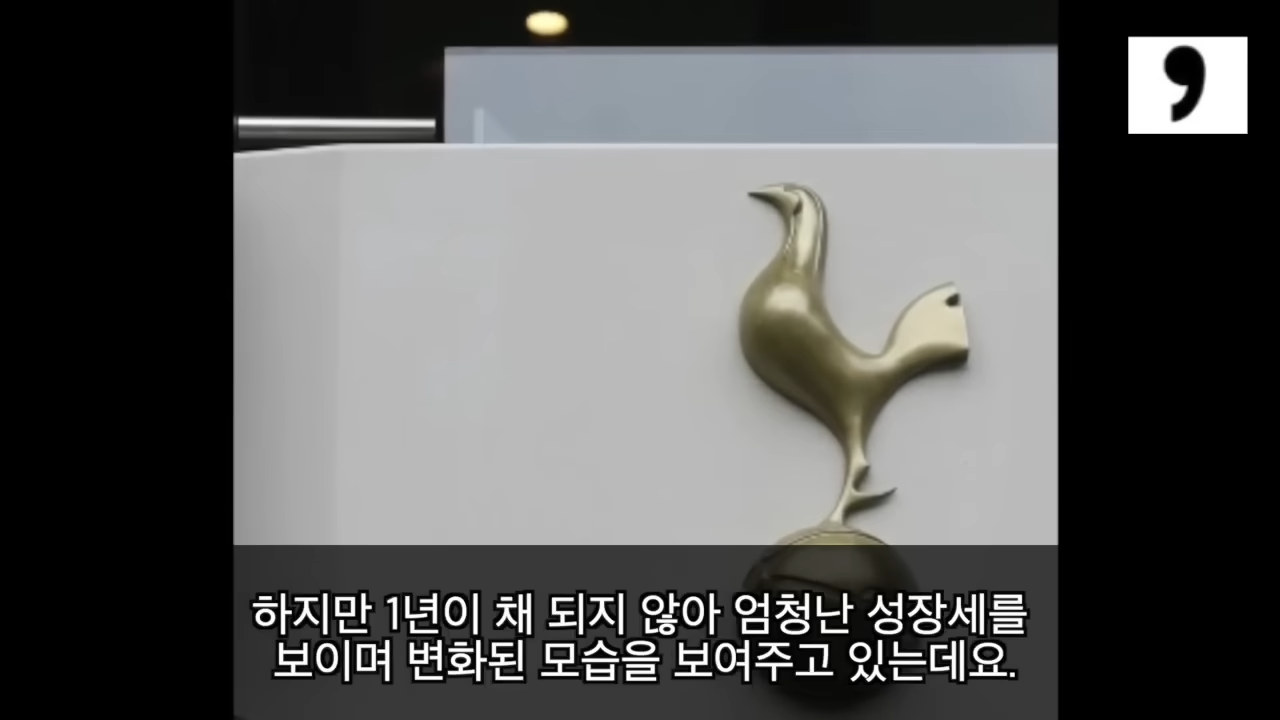 하지만 1년이 채 되지 않아 엄청난 성장세를
보이며 변화된 모습을 보여주고 있는데요.